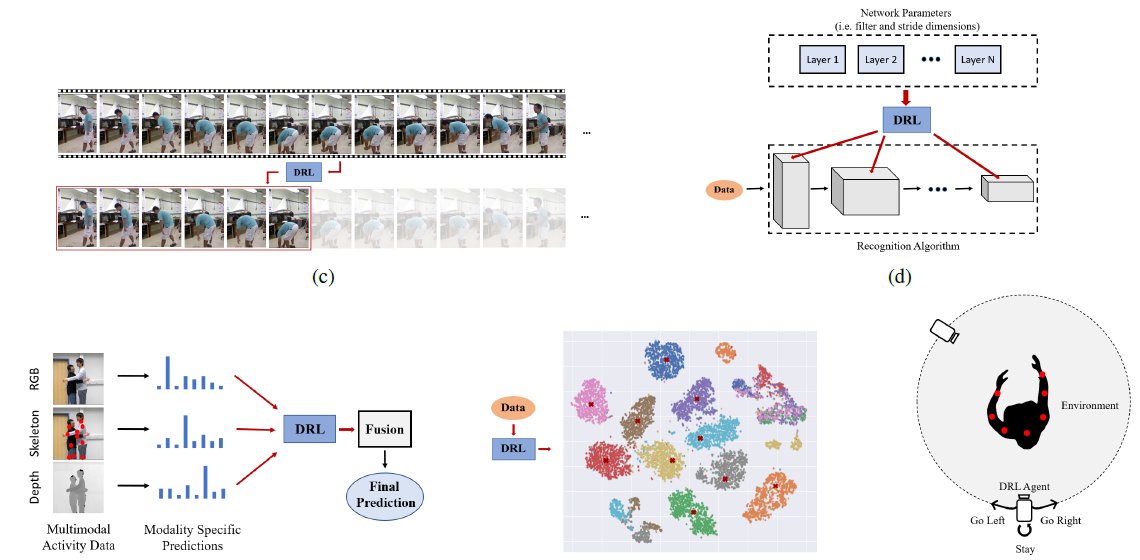 DRL
...
...
(c)
Network Parameters
(i.e. filter and stride dimensions)
Layer 1
Layer 2
Layer N
DRL
Data
Recognition Algorithm
(d)
RGB
Skeleton
Depth
Multimodal
Activity Data
Modality Specific
Predictions
DRL
Fusion
Final
Prediction
Data
DRL
Environment
DRL Agent
Go Left
Go Right
Stay